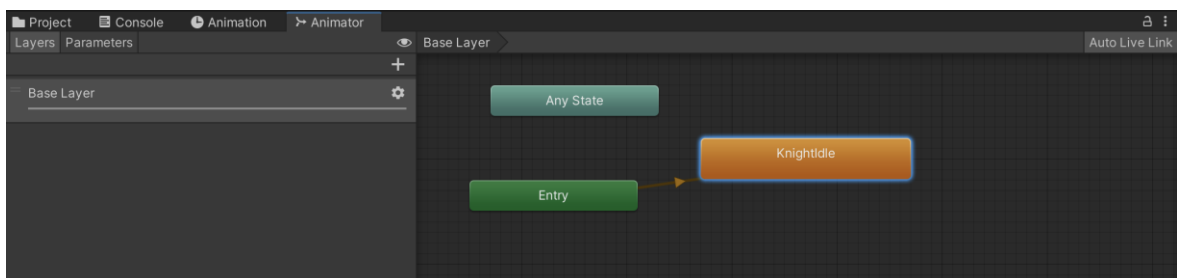 Project Console Animation Animator
Layers Parameters Base Layer Auto Live Link
Base Layer
Any State
KnightIdle
Entry